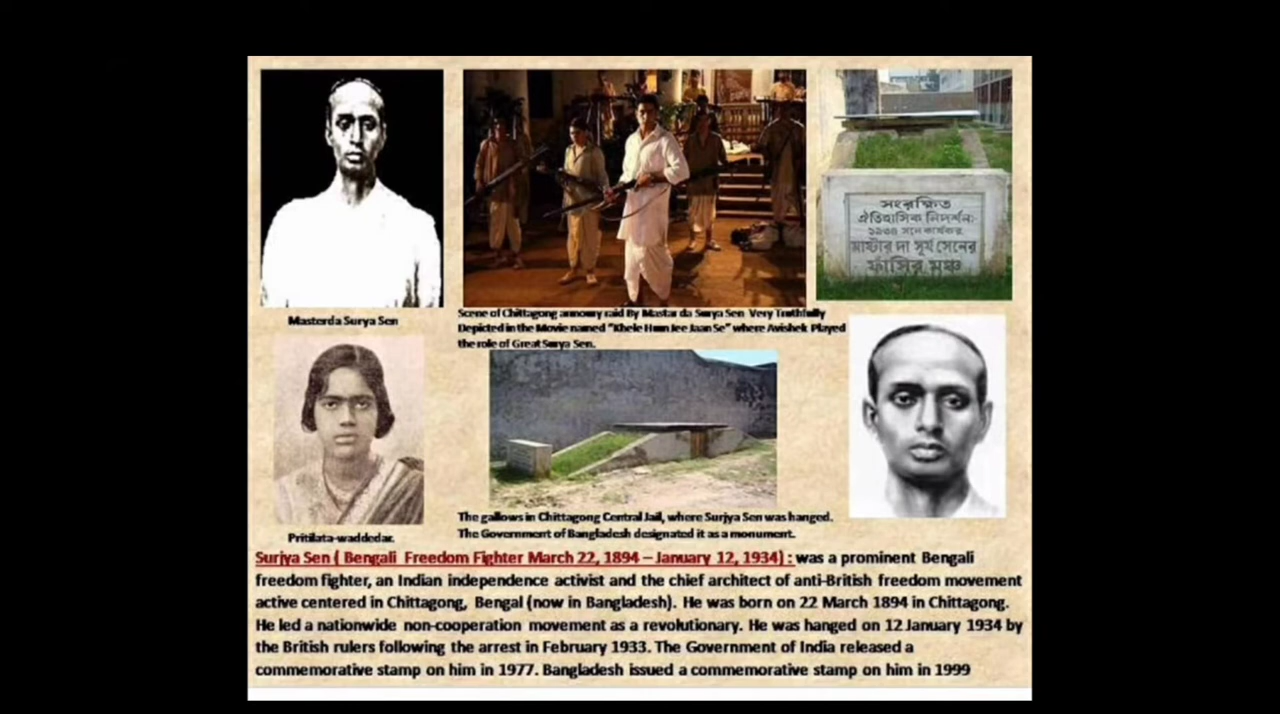 সংরক্ষিত
ঐতিহাসিক নিদর্শন:
১৯৩৪ সনে কার্যকর
মাষ্টার দা সূর্য সেনের
ফাঁসির মঞ্চ
Masterda Surya Sen
Scene of Chittagong armoury raid By Mastar da Surya Sen Very Truthfully
Depicted in the Movie named "Khele Hum Jee Jaan Se" where Avishek Played
the role of Great Surya Sen.
Pritilata-waddedar.
The gallows in Chittagong Central Jail, where Surjya Sen was hanged.
The Government of Bangladesh designated it as a monument.
Surjya Sen ( Bengali Freedom Fighter March 22, 1894 – January 12, 1934) : was a prominent Bengali
freedom fighter, an Indian independence activist and the chief architect of anti-British freedom movement
active centered in Chittagong, Bengal (now in Bangladesh). He was born on 22 March 1894 in Chittagong.
He led a nationwide non-cooperation movement as a revolutionary. He was hanged on 12 January 1934 by
the British rulers following the arrest in February 1933. The Government of India released a
commemorative stamp on him in 1977. Bangladesh issued a commemorative stamp on him in 1999